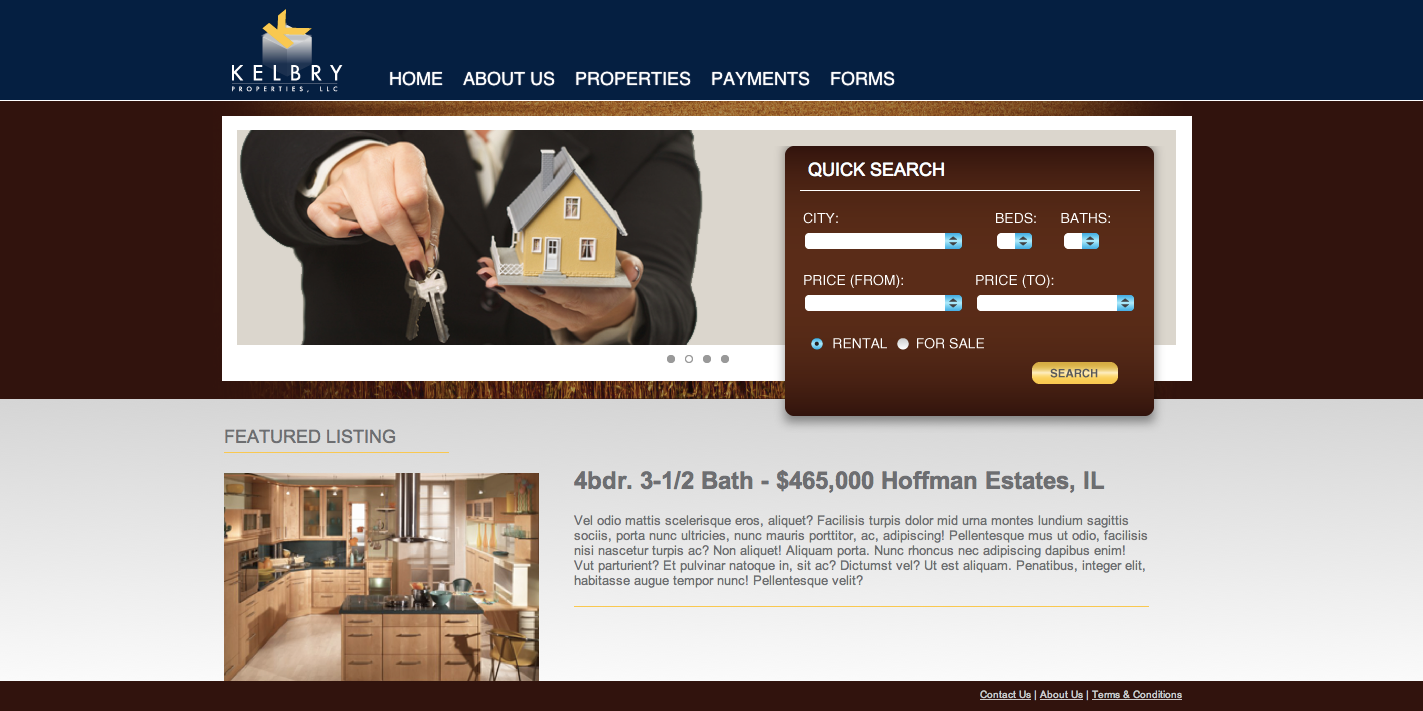 KELBRY
PROPERTIES, LLC
HOME ABOUT US PROPERTIES PAYMENTS FORMS
QUICK SEARCH
CITY: BEDS: BATHS:
PRICE (FROM): PRICE (TO):
RENTAL FOR SALE
SEARCH
FEATURED LISTING
4bdr. 3-1/2 Bath - $465,000 Hoffman Estates, IL
Vel odio mattis scelerisque eros, aliquet? Facilisis turpis dolor mid urna montes lundium sagittis
sociis, porta nunc ultricies, nunc mauris porttitor, ac, adipiscing! Pellentesque mus ut odio, facilisis
nisi nascetur turpis ac? Non aliquet! Aliquam porta. Nunc rhoncus nec adipiscing dapibus enim!
Vut parturient? Et pulvinar natoque in, sit ac? Dictumst vel? Ut est aliquam. Penatibus, integer elit,
habitasse augue tempor nunc! Pellentesque velit?
Contact Us | About Us | Terms & Conditions